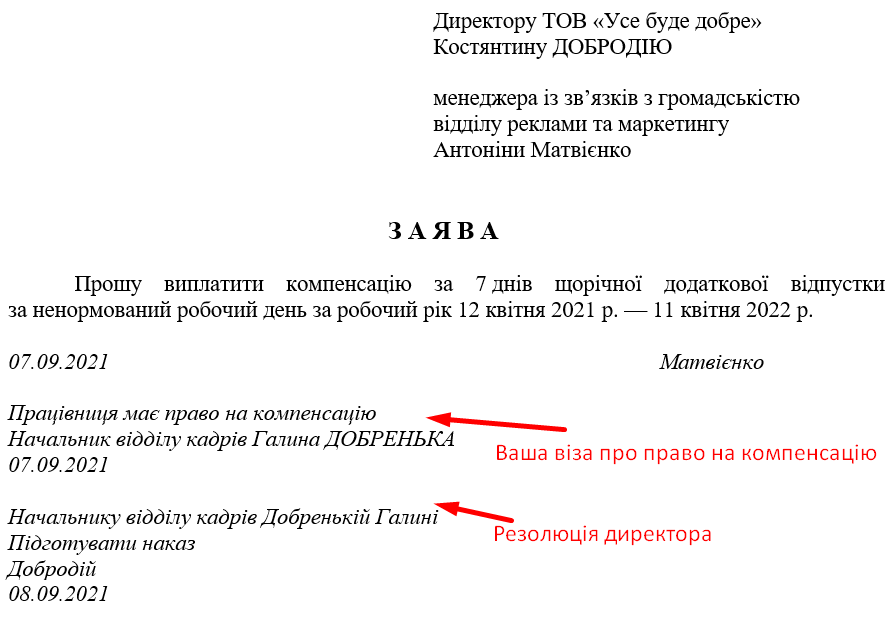 Директору ТОВ «Усе буде добре»
Костянтину ДОБРОДІЮ
менеджера із зв’язків з громадськістю
відділу реклами та маркетингу
Антоніни Матвієнко
З А Я В А
Прошу виплатити компенсацію за 7 днів щорічної додаткової відпустки
за ненормований робочий день за робочий рік 12 квітня 2021 р. — 11 квітня 2022 р.
07.09.2021 Матвієнко
Працівниця має право на компенсацію
Начальник відділу кадрів Галина ДОБРЕНЬКА
Ваша віза про право на компенсацію
07.09.2021
Начальнику відділу кадрів Добренькій Галині
Резолюція директора
Підготувати наказ
Добродій
08.09.2021